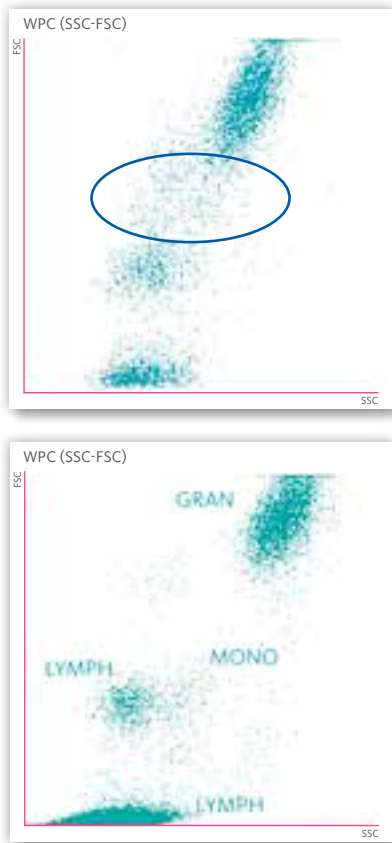 WPC (SSC-FSC)
FSC
SSC
WPC (SSC-FSC)
FSC
GRAN
LYMPH
MONO
LYMPH
SSC